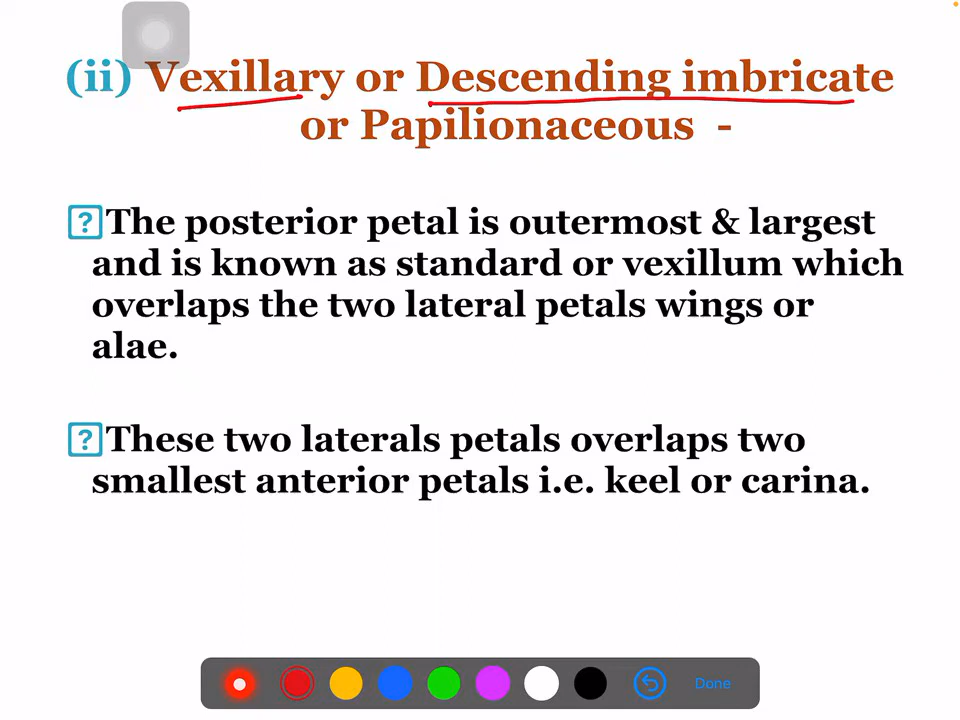 (ii) Vexillary or Descending imbricate
or Papilionaceous -
?The posterior petal is outermost & largest
and is known as standard or vexillum which
overlaps the two lateral petals wings or
alae.
?These two laterals petals overlaps two
smallest anterior petals i.e. keel or carina.
Done